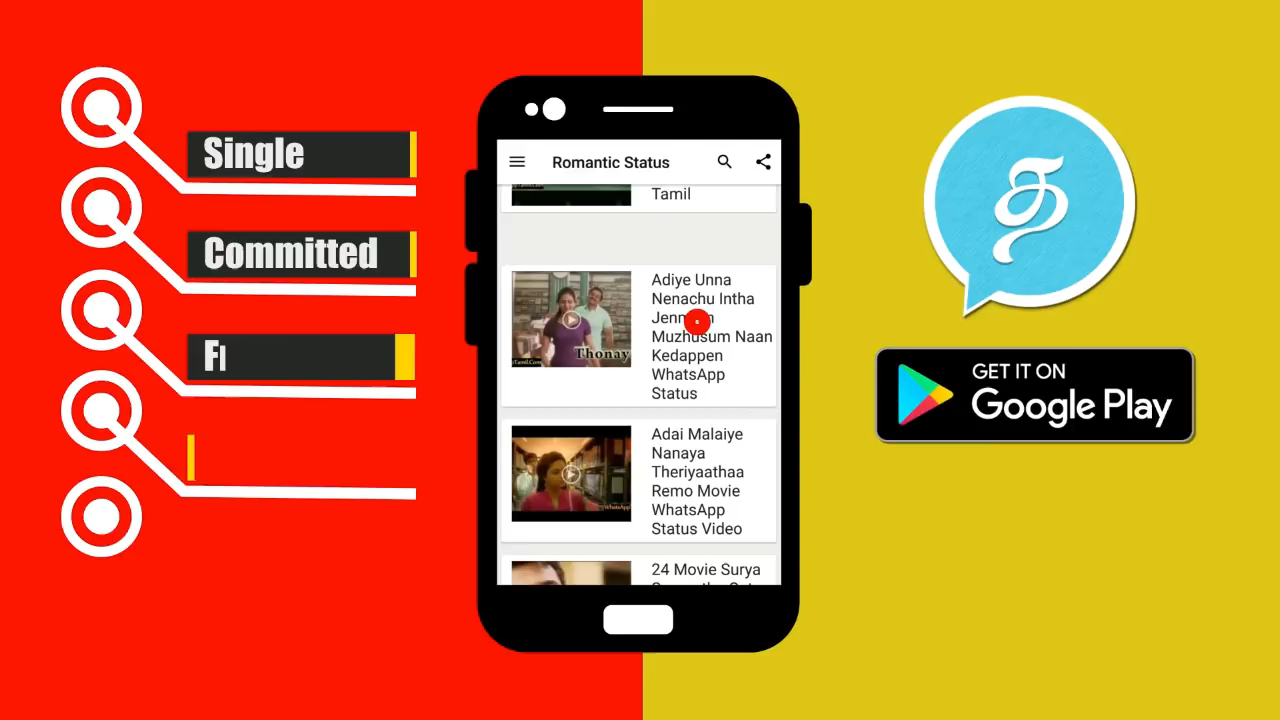 Single
Committed
Romantic Status
Tamil
Adiye Unna
Nenachu Intha
Muzhusum Naan
Kedappen
WhatsApp
Status
Thonay
Adai Malaiye
Nanaya
Theriyaathaa
Remo Movie
WhatsApp
Status Video
WhatsApp
24 Movie Surya
த
GET IT ON
Google Play